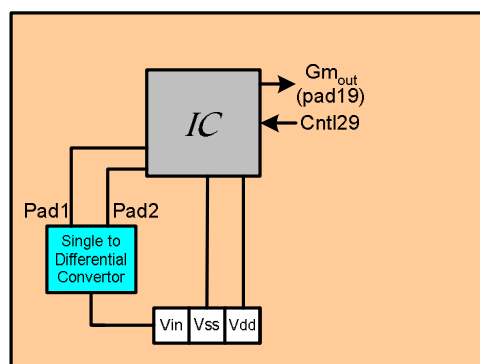 Gm_out
(pad19)
IC
Cntl29
Pad1
Pad2
Single to
Differential
Convertor
Vin
Vss
Vdd